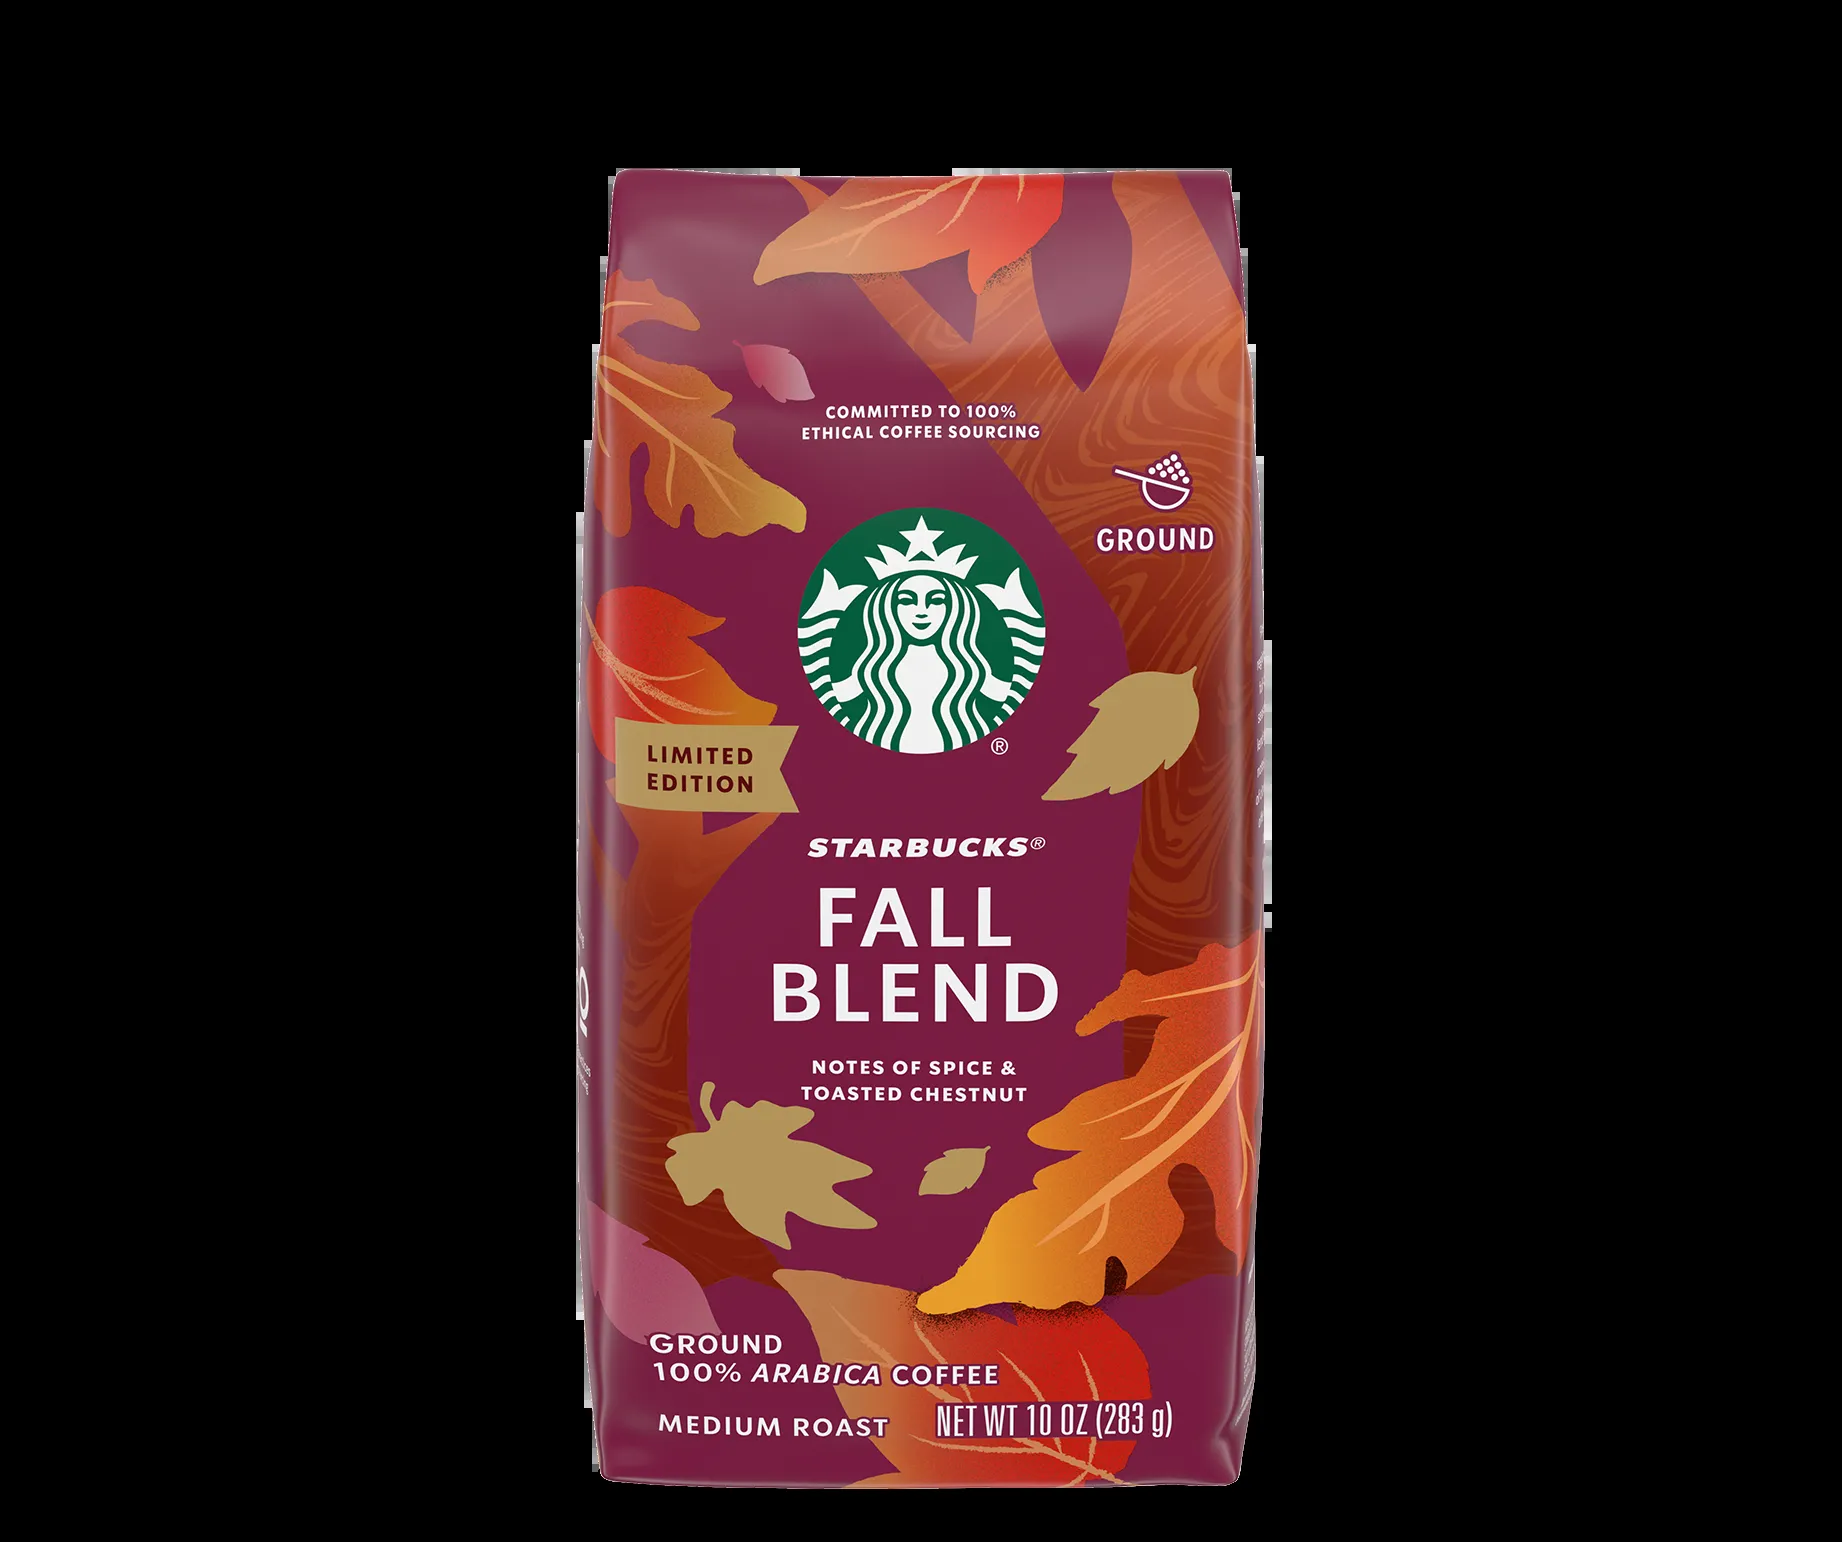 COMMITTED TO 100%
ETHICAL COFFEE SOURCING
GROUND
®
LIMITED
EDITION
STARBUCKS®
FALL
BLEND
NOTES OF SPICE &
TOASTED CHESTNUT
GROUND
100% ARABICA COFFEE
MEDIUM ROAST
NET WT 10 OZ (283 g)